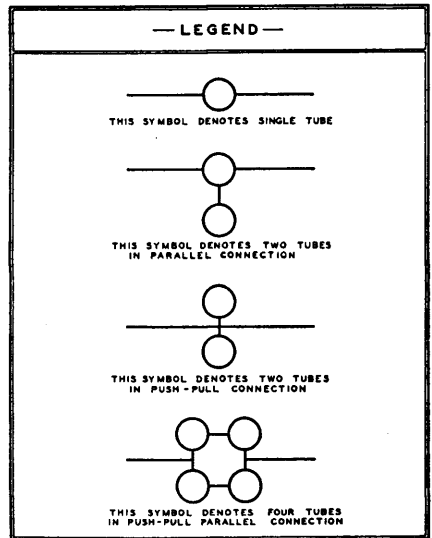 —LEGEND—
THIS SYMBOL DENOTES SINGLE TUBE
THIS SYMBOL DENOTES TWO TUBES
IN PARALLEL CONNECTION
THIS SYMBOL DENOTES TWO TUBES
IN PUSH-PULL CONNECTION
THIS SYMBOL DENOTES FOUR TUBES
IN PUSH-PULL PARALLEL CONNECTION